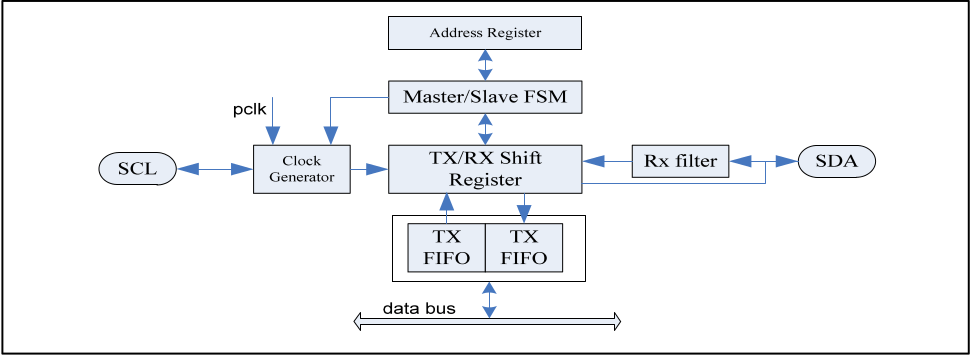 Address Register
Master/Slave FSM
pclk
SCL
Clock
Generator
TX/RX Shift
Register
Rx filter
SDA
TX
FIFO
TX
FIFO
data bus